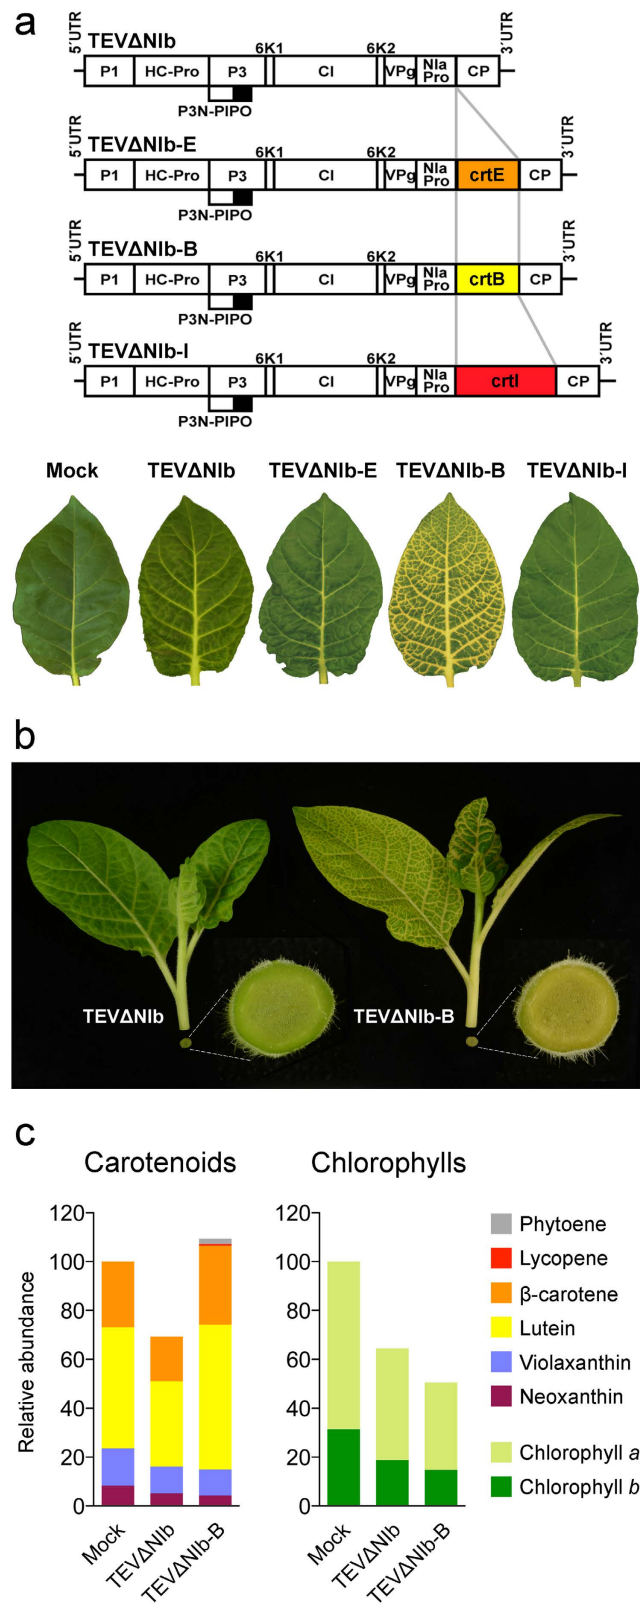 a
TEVΔNIb
5´UTR
3´UTR
6K1
6K2
P1
HC-Pro
P3
CI
VPg
NIa
Pro
CP
P3N-PIPO
TEVΔNIb-E
5´UTR
3´UTR
6K1
6K2
P1
HC-Pro
P3
CI
VPg
NIa
Pro
crtE
CP
P3N-PIPO
TEVΔNIb-B
5´UTR
3´UTR
6K1
6K2
P1
HC-Pro
P3
CI
VPg
NIa
Pro
crtB
CP
P3N-PIPO
TEVΔNIb-I
5´UTR
3´UTR
6K1
6K2
P1
HC-Pro
P3
CI
VPg
NIa
Pro
crtI
CP
P3N-PIPO
Mock TEVΔNIb TEVΔNIb-E TEVΔNIb-B TEVΔNIb-I
b
TEVΔNIb
TEVΔNIb-B
c
Carotenoids
Relative abundance
120
100
80
60
40
20
0
Mock
TEVΔNIb
TEVΔNIb-B
Chlorophylls
120
100
80
60
40
20
0
Mock
TEVΔNIb
TEVΔNIb-B
Phytoene
Lycopene
β-carotene
Lutein
Violaxanthin
Neoxanthin
Chlorophyll a
Chlorophyll b